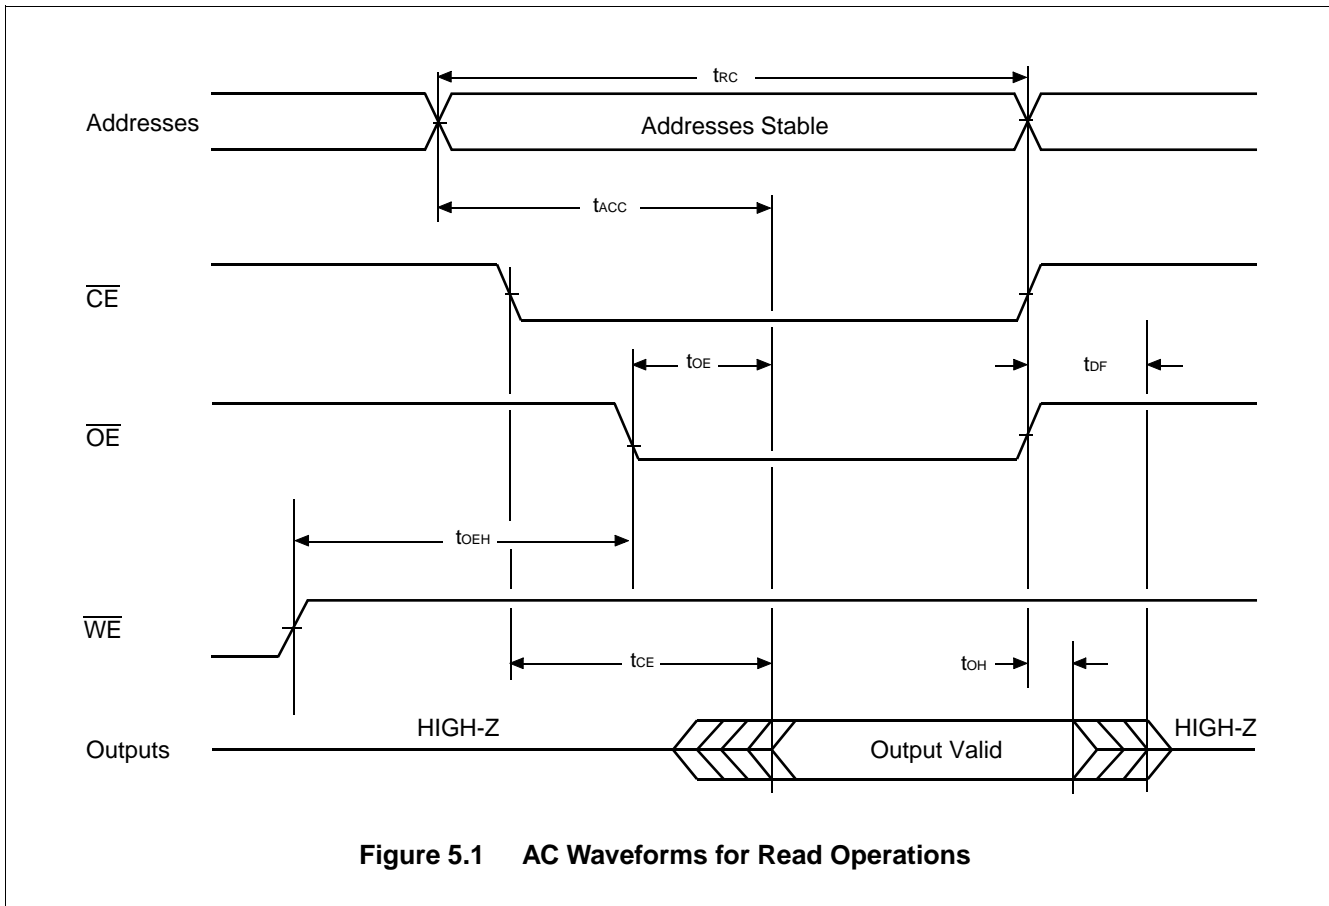 tRC
Addresses
Addresses Stable
tACC
CE
tOE
tDF
OE
tOEH
WE
tCE
tOH
HIGH-Z
HIGH-Z
Outputs
Output Valid
Figure 5.1 AC Waveforms for Read Operations